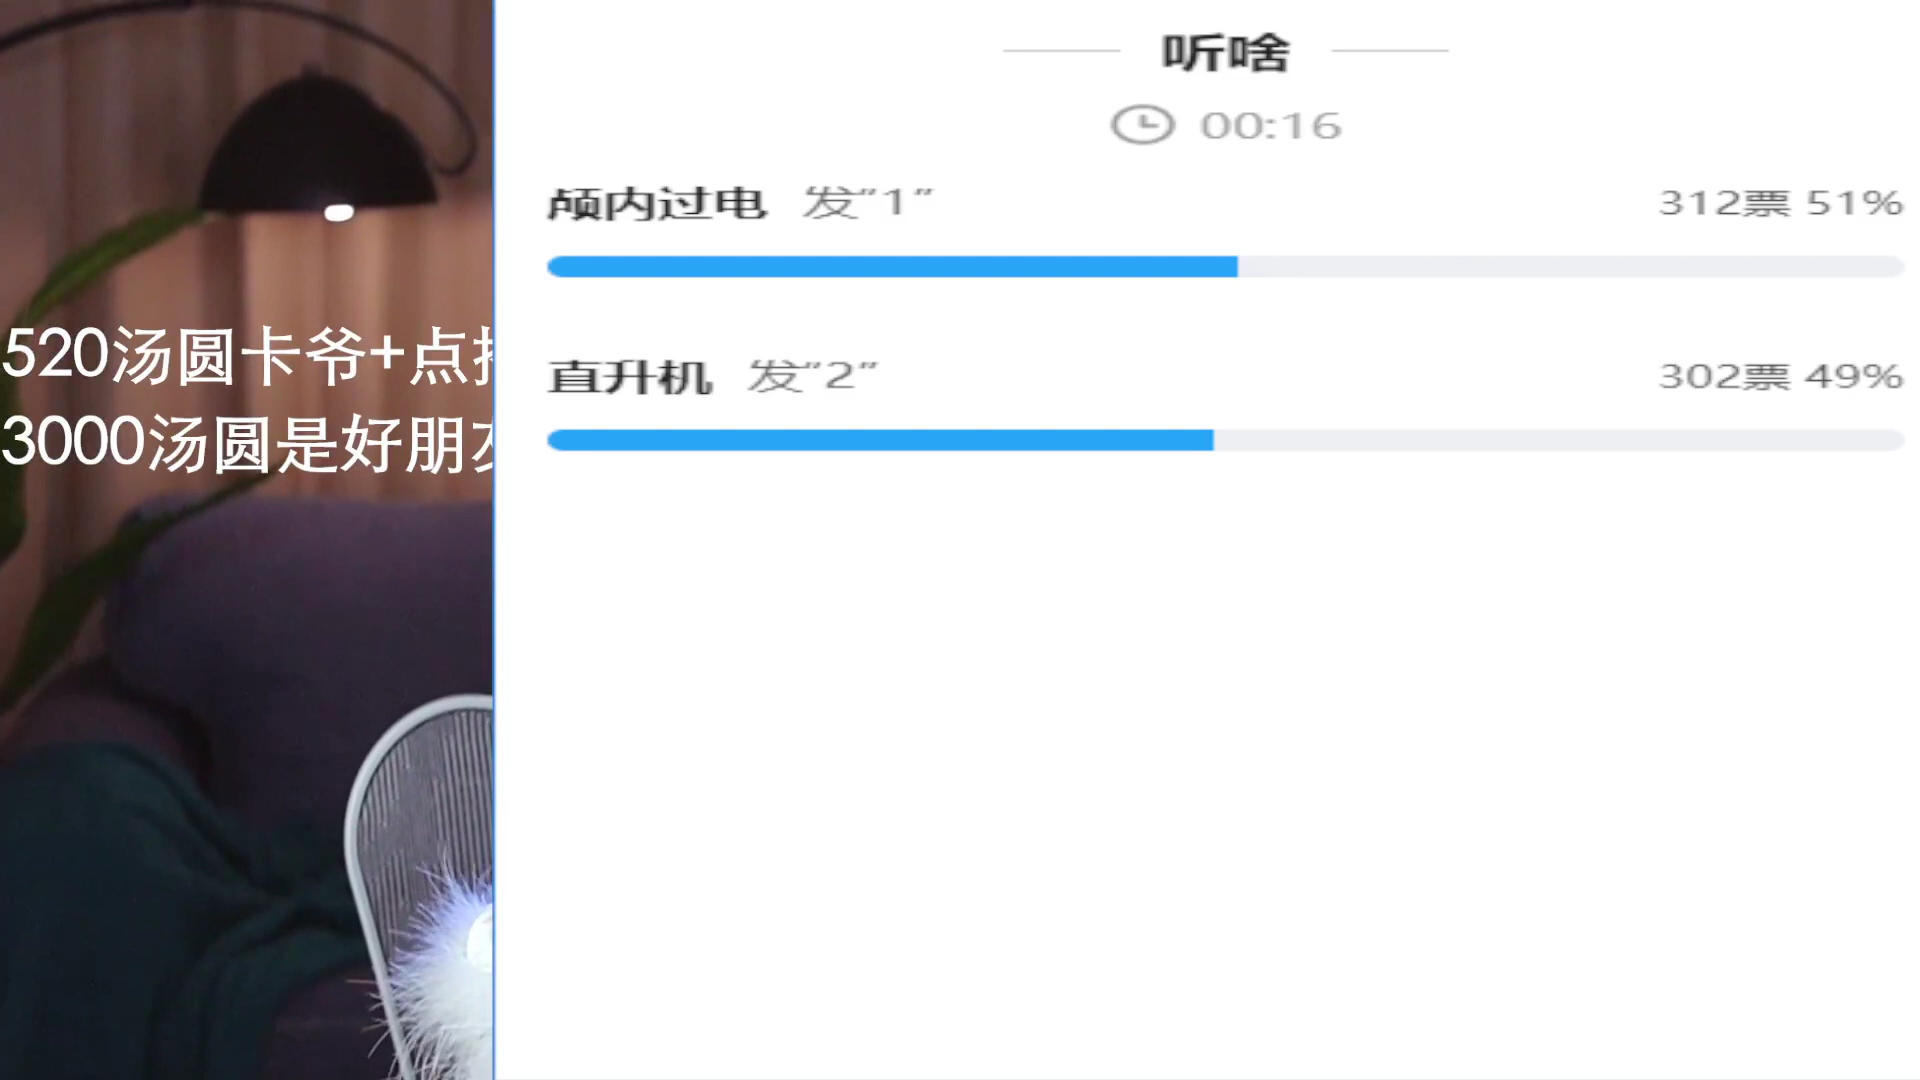 听啥
00:16
颅内过电 发“1” 312票 51%
直升机 发“2” 302票 49%
520汤圆卡爷+点
3000汤圆是好朋